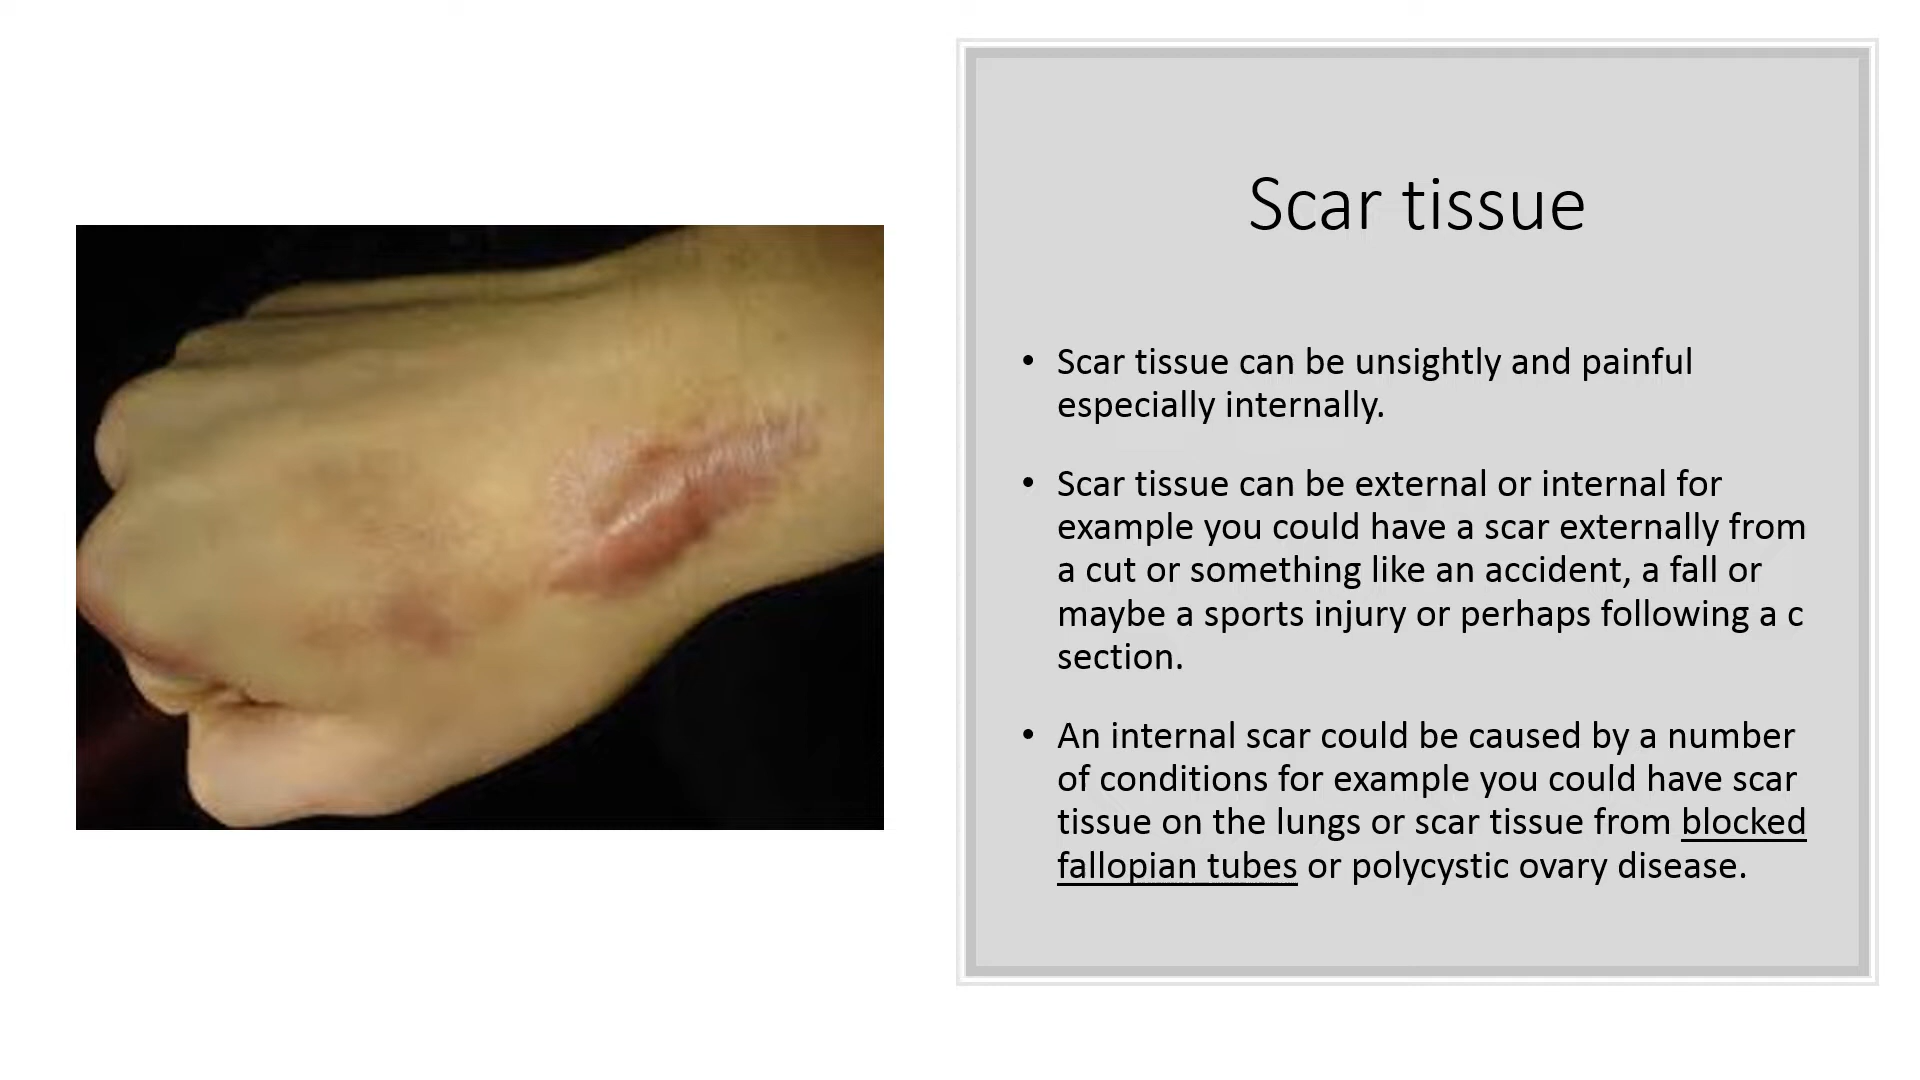 Scar tissue
• Scar tissue can be unsightly and painful
especially internally.
• Scar tissue can be external or internal for
example you could have a scar externally from
a cut or something like an accident, a fall or
maybe a sports injury or perhaps following a c
section.
• An internal scar could be caused by a number
of conditions for example you could have scar
tissue on the lungs or scar tissue from blocked
fallopian tubes or polycystic ovary disease.